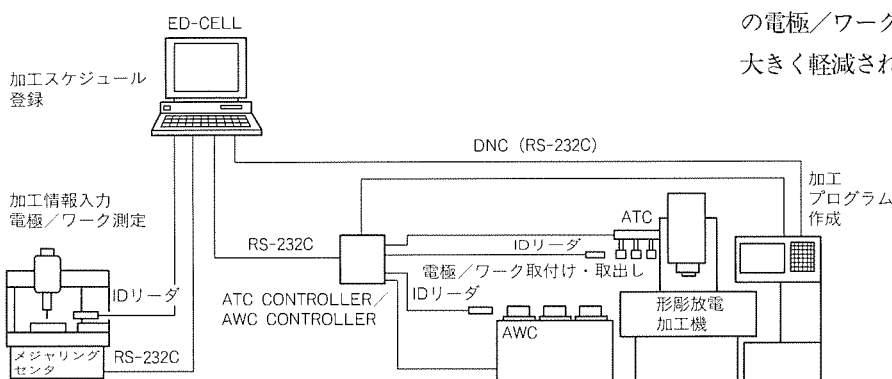 ED-CELL
の電極／ワーク
大きく軽減され
加工スケジュール
登録
DNC (RS-232C)
加工情報入力
電極／ワーク測定
加工
プログラム
作成
ATC
RS-232C
IDリーダ
電極／ワーク取付け・取出し
IDリーダ
IDリーダ
ATC CONTROLLER／
AWC CONTROLLER
形彫放電
加工機
AWC
メジャリング
センタ
RS-232C